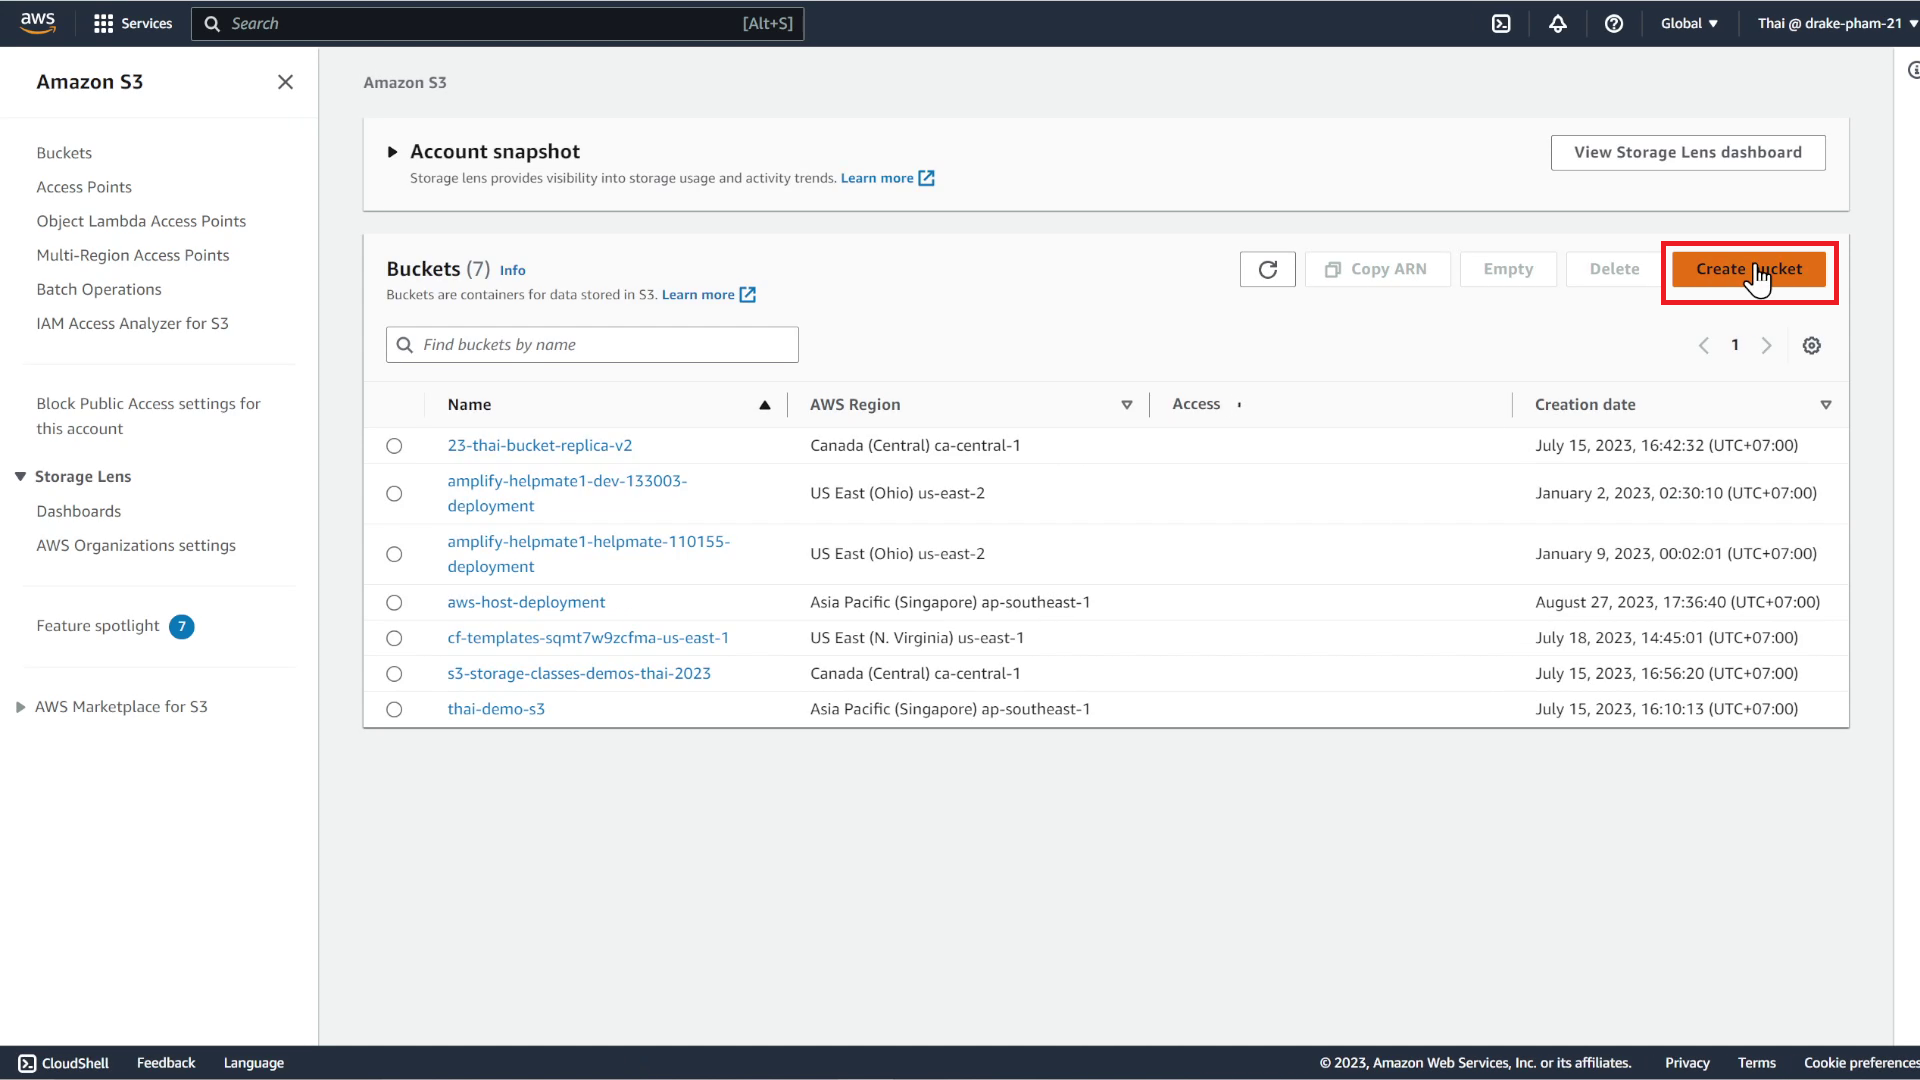 aws Services Search [Alt+S] Global Thai @ drake-pham-21
Amazon S3
Buckets
Access Points
Object Lambda Access Points
Multi-Region Access Points
Batch Operations
IAM Access Analyzer for S3
Block Public Access settings for
this account
Storage Lens
Dashboards
AWS Organizations settings
Feature spotlight 7
AWS Marketplace for S3
Amazon S3
Account snapshot
Storage lens provides visibility into storage usage and activity trends. Learn more
View Storage Lens dashboard
Buckets (7) Info
Buckets are containers for data stored in S3. Learn more
Copy ARN Empty Delete Create
Find buckets by name
1
Name AWS Region Access Creation date
23-thai-bucket-replica-v2 Canada (Central) ca-central-1 July 15, 2023, 16:42:32 (UTC+07:00)
amplify-helpmate1-dev-133003-
deployment US East (Ohio) us-east-2 January 2, 2023, 02:30:10 (UTC+07:00)
amplify-helpmate1-helpmate-110155-
deployment US East (Ohio) us-east-2 January 9, 2023, 00:02:01 (UTC+07:00)
aws-host-deployment Asia Pacific (Singapore) ap-southeast-1 August 27, 2023, 17:36:40 (UTC+07:00)
cf-templates-sqmt7w9zcfma-us-east-1 US East (N. Virginia) us-east-1 July 18, 2023, 14:45:01 (UTC+07:00)
s3-storage-classes-demos-thai-2023 Canada (Central) ca-central-1 July 15, 2023, 16:56:20 (UTC+07:00)
thai-demo-s3 Asia Pacific (Singapore) ap-southeast-1 July 15, 2023, 16:10:13 (UTC+07:00)
CloudShell Feedback Language © 2023, Amazon Web Services, Inc. or its affiliates. Privacy Terms Cookie preferences